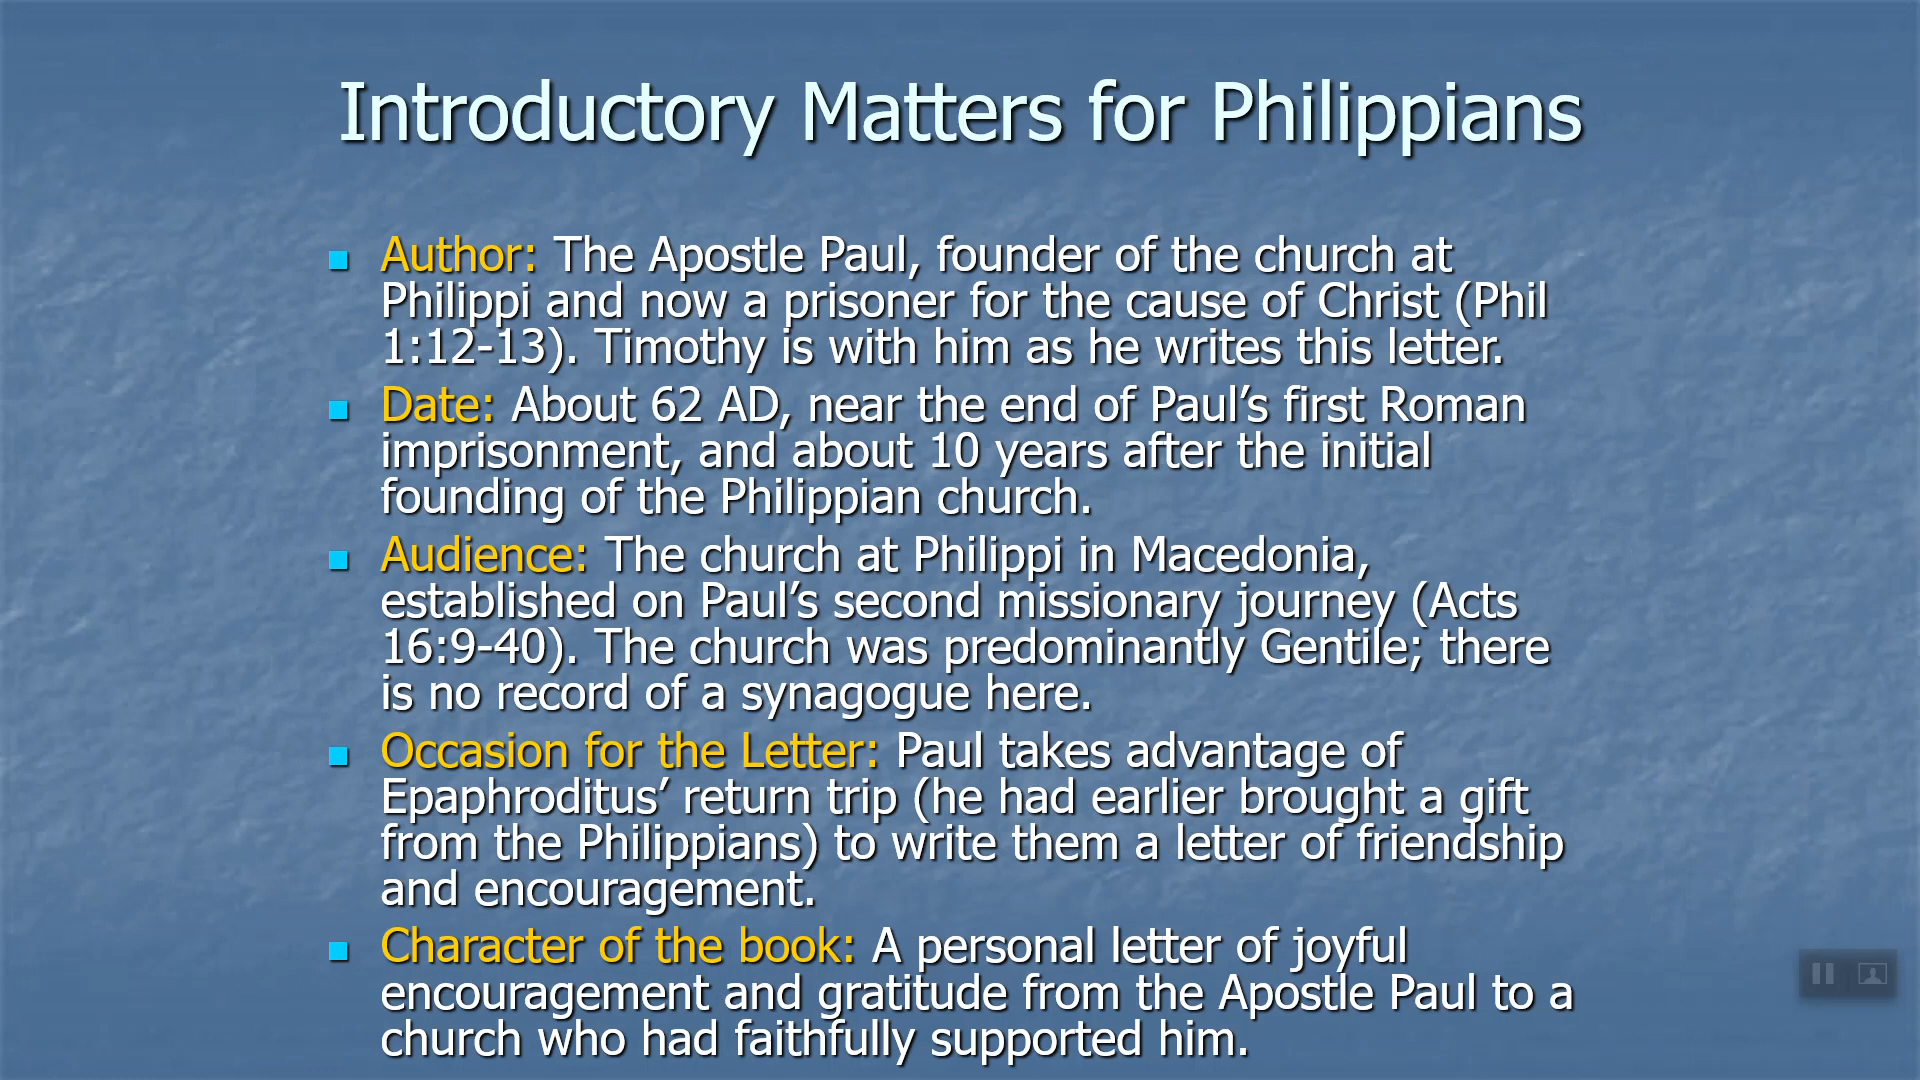 Introductory Matters for Philippians
Author: The Apostle Paul, founder of the church at
Philippi and now a prisoner for the cause of Christ (Phil
1:12-13). Timothy is with him as he writes this letter.
Date: About 62 AD, near the end of Paul’s first Roman
imprisonment, and about 10 years after the initial
founding of the Philippian church.
Audience: The church at Philippi in Macedonia,
established on Paul’s second missionary journey (Acts
16:9-40). The church was predominantly Gentile; there
is no record of a synagogue here.
Occasion for the Letter: Paul takes advantage of
Epaphroditus’ return trip (he had earlier brought a gift
from the Philippians) to write them a letter of friendship
and encouragement.
Character of the book: A personal letter of joyful
encouragement and gratitude from the Apostle Paul to a
church who had faithfully supported him.